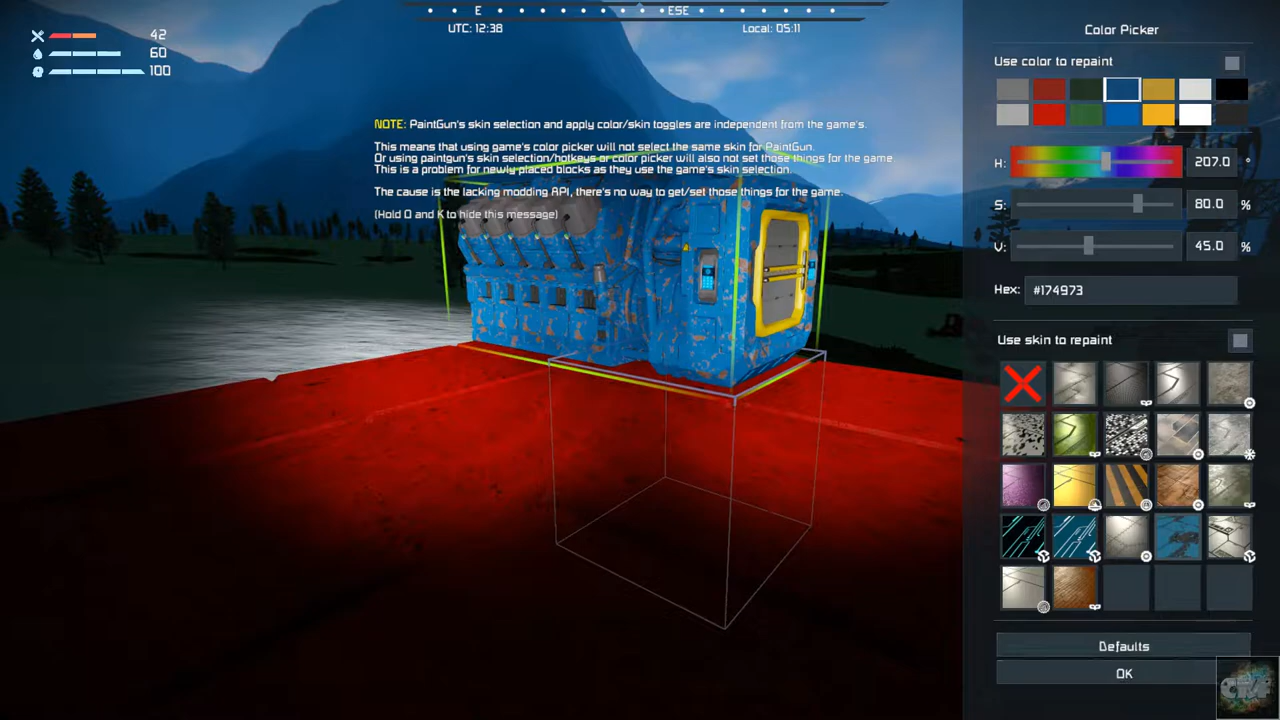 E
ESE
UTC: 12:38
Local: 05:11
42
60
100
NOTE: PaintGun's skin selection and apply color/skin toggles are independent from the game's.
This means that using game's color picker will not select the same skin for PaintGun.
Or using paintgun's skin selection/hotkeys or color picker will also not set those things for the game.
This is a problem for newly placed blocks as they use the game's skin selection.
The cause is the lacking modding API, there's no way to get/set those things for the game.
(Hold 0 and K to hide this message)
Color Picker
Use color to repaint
H: 207.0 °
S: 80.0 %
V: 45.0 %
Hex: #174973
Use skin to repaint
Defaults
OK